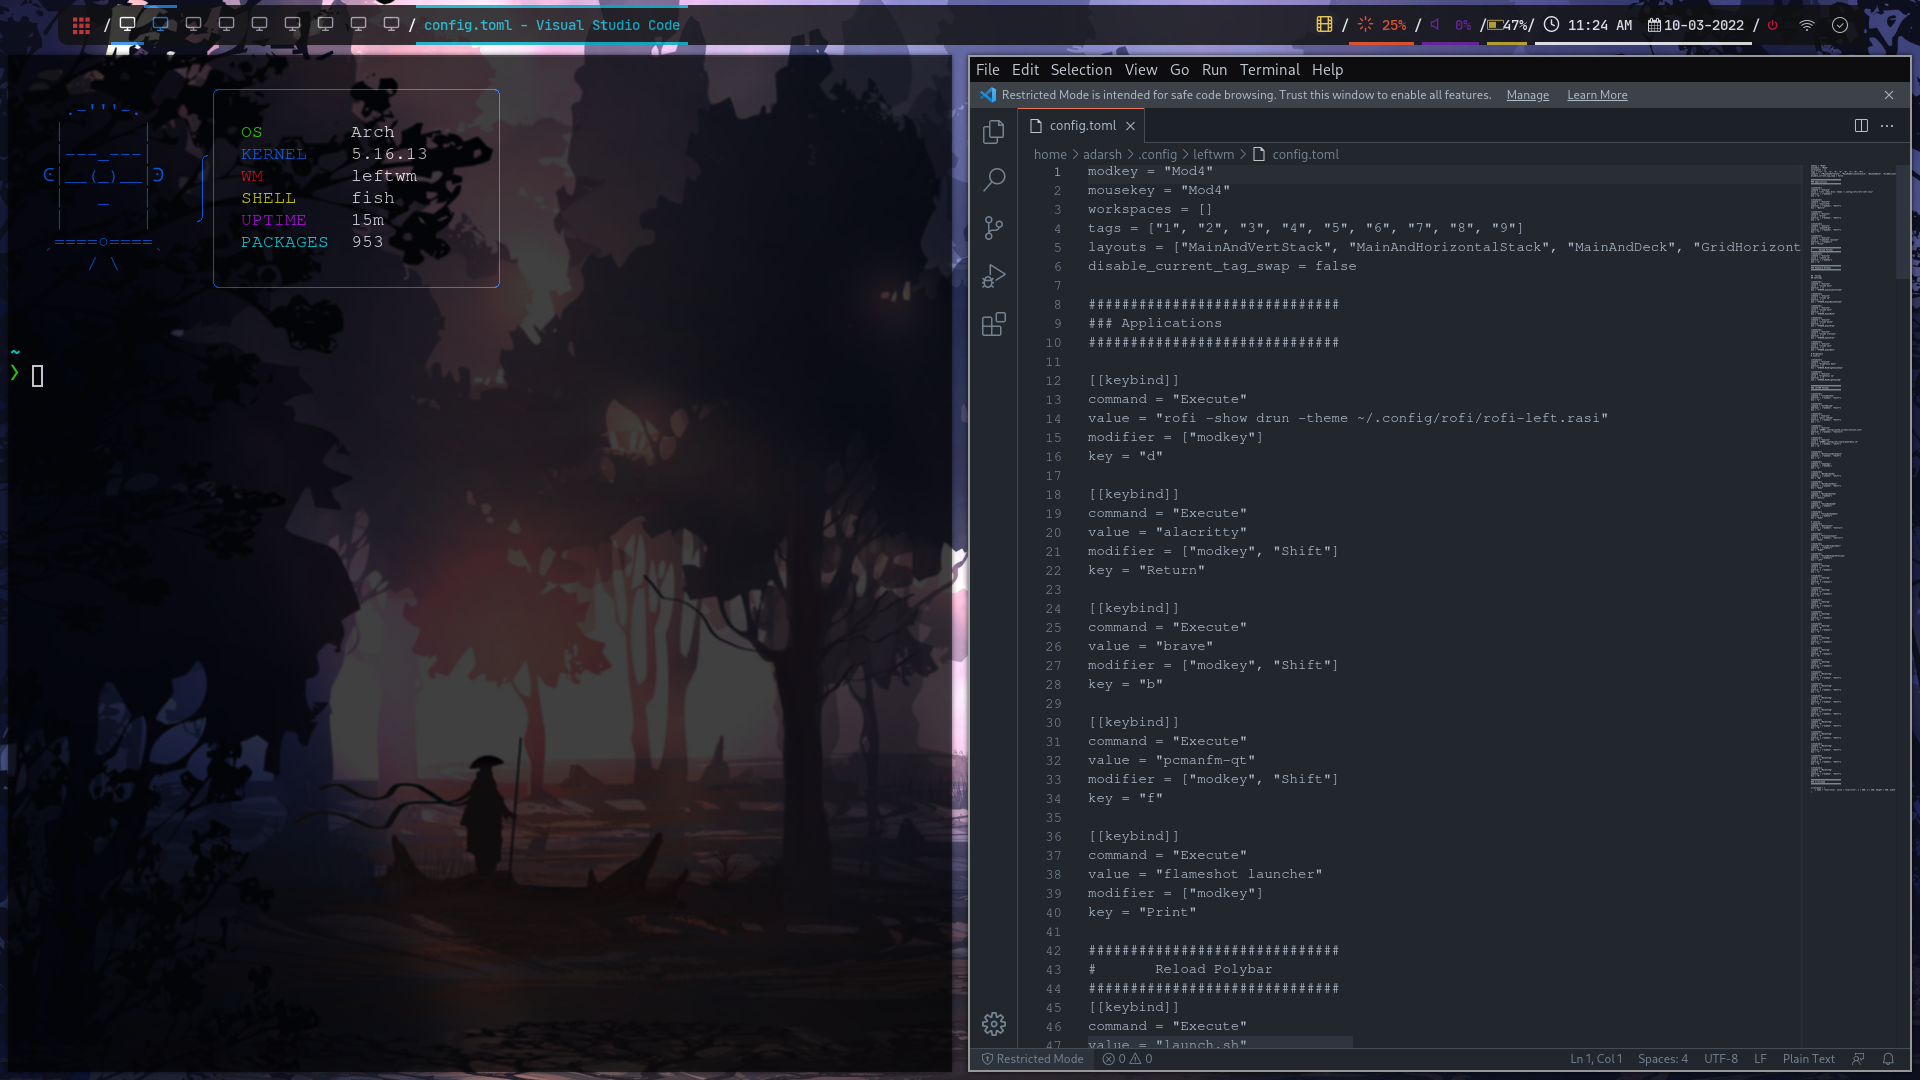 / / config.toml - Visual Studio Code / 25% / 0% / 47% / 11:24 AM 10-03-2022 /
OS Arch
KERNEL 5.16.13
WM leftwm
SHELL fish
UPTIME 15m
PACKAGES 953
~
❯
File Edit Selection View Go Run Terminal Help
Restricted Mode is intended for safe code browsing. Trust this window to enable all features. Manage Learn More
config.toml
home > adarsh > .config > leftwm > config.toml
1 modkey = "Mod4"
2 mousekey = "Mod4"
3 workspaces = []
4 tags = ["1", "2", "3", "4", "5", "6", "7", "8", "9"]
5 layouts = ["MainAndVertStack", "MainAndHorizontalStack", "MainAndDeck", "GridHorizont
6 disable_current_tag_swap = false
7
8 ##############################
9 ### Applications
10 ##############################
11
12 [[keybind]]
13 command = "Execute"
14 value = "rofi -show drun -theme ~/.config/rofi/rofi-left.rasi"
15 modifier = ["modkey"]
16 key = "d"
17
18 [[keybind]]
19 command = "Execute"
20 value = "alacritty"
21 modifier = ["modkey", "Shift"]
22 key = "Return"
23
24 [[keybind]]
25 command = "Execute"
26 value = "brave"
27 modifier = ["modkey", "Shift"]
28 key = "b"
29
30 [[keybind]]
31 command = "Execute"
32 value = "pcmanfm-qt"
33 modifier = ["modkey", "Shift"]
34 key = "f"
35
36 [[keybind]]
37 command = "Execute"
38 value = "flameshot launcher"
39 modifier = ["modkey"]
40 key = "Print"
41
42 ##############################
43 #       Reload Polybar
44 ##############################
45 [[keybind]]
46 command = "Execute"
47 value = "launch.sh"
Restricted Mode 0 0 Ln 1, Col 1 Spaces: 4 UTF-8 LF Plain Text